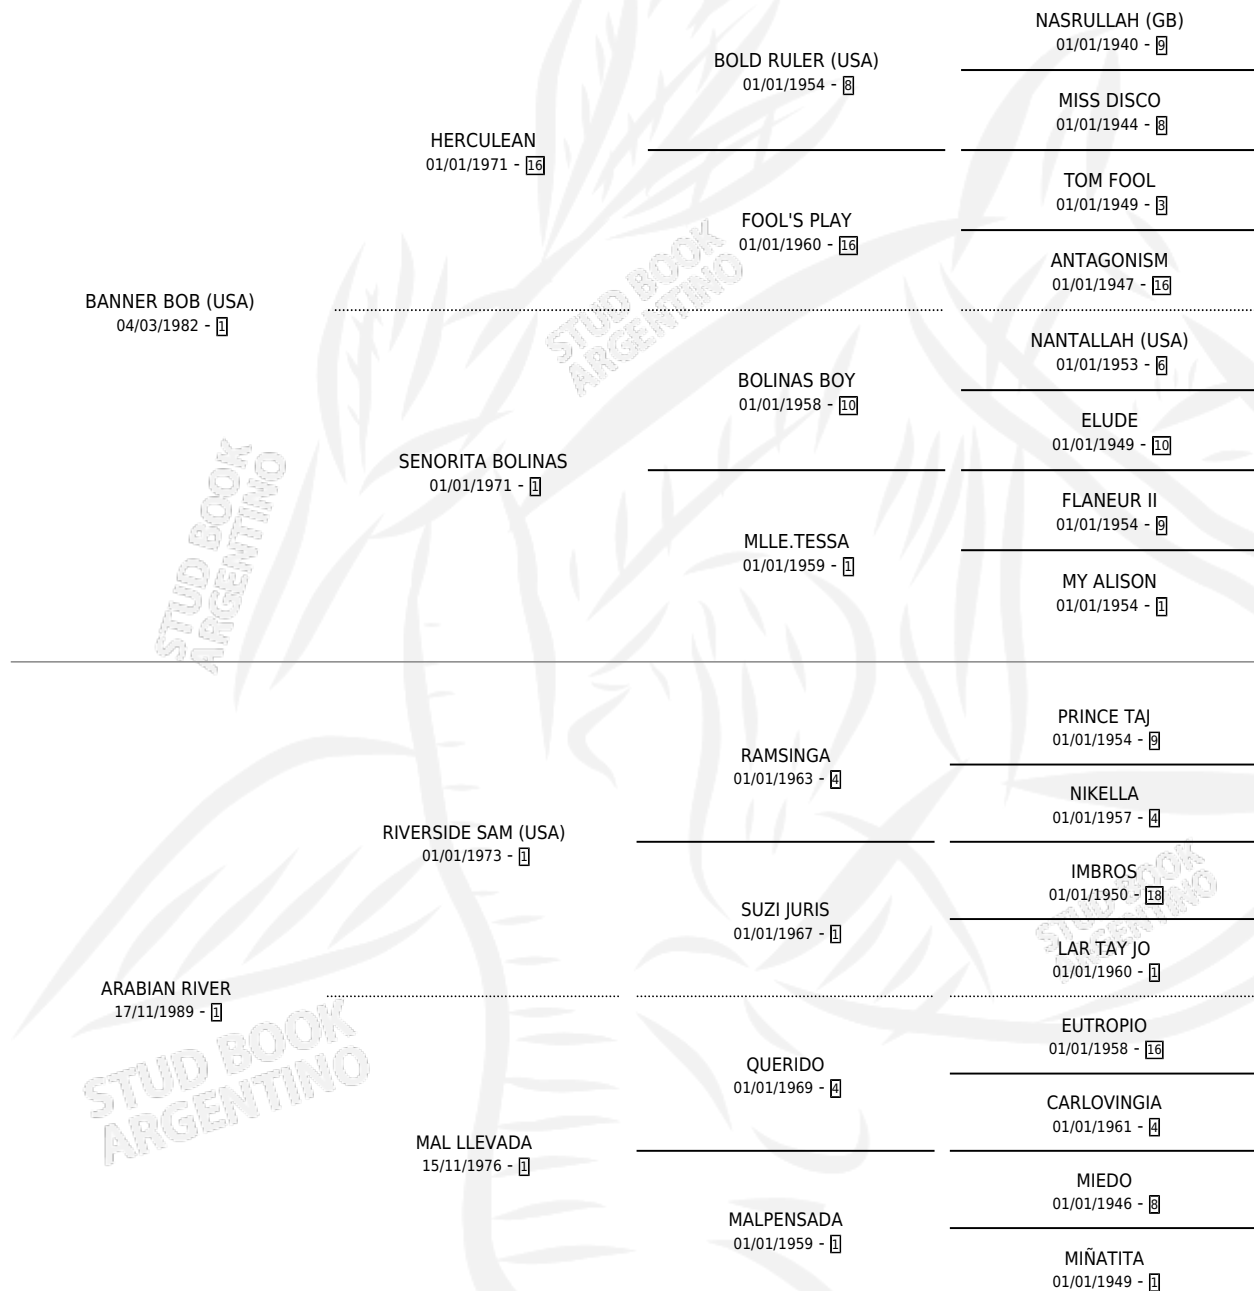 BANNER BOB (USA)
04/03/1982 - 1
HERCULEAN
01/01/1971 - 16
SENORITA BOLINAS
01/01/1971 - 1
BOLD RULER (USA)
01/01/1954 - 8
FOOL'S PLAY
01/01/1960 - 16
BOLINAS BOY
01/01/1958 - 10
MLLE.TESSA
01/01/1959 - 1
NASRULLAH (GB)
01/01/1940 - 9
MISS DISCO
01/01/1944 - 8
TOM FOOL
01/01/1949 - 3
ANTAGONISM
01/01/1947 - 16
NANTALLAH (USA)
01/01/1953 - 6
ELUDE
01/01/1949 - 10
FLANEUR II
01/01/1954 - 9
MY ALISON
01/01/1954 - 1
ARABIAN RIVER
17/11/1989 - 1
RIVERSIDE SAM (USA)
01/01/1973 - 1
MAL LLEVADA
15/11/1976 - 1
RAMSINGA
01/01/1963 - 4
SUZI JURIS
01/01/1967 - 1
QUERIDO
01/01/1969 - 4
MALPENSADA
01/01/1959 - 1
PRINCE TAJ
01/01/1954 - 9
NIKELLA
01/01/1957 - 4
IMBROS
01/01/1950 - 18
LAR TAY JO
01/01/1960 - 1
EUTROPIO
01/01/1958 - 16
CARLOVINGIA
01/01/1961 - 4
MIEDO
01/01/1946 - 8
MIÑATITA
01/01/1949 - 1
STUD BOOK
ARGENTINO
STUD BOOK
ARGENTINO
STUD BOOK
ARGENTINO
STUD BOOK
ARGENTINO